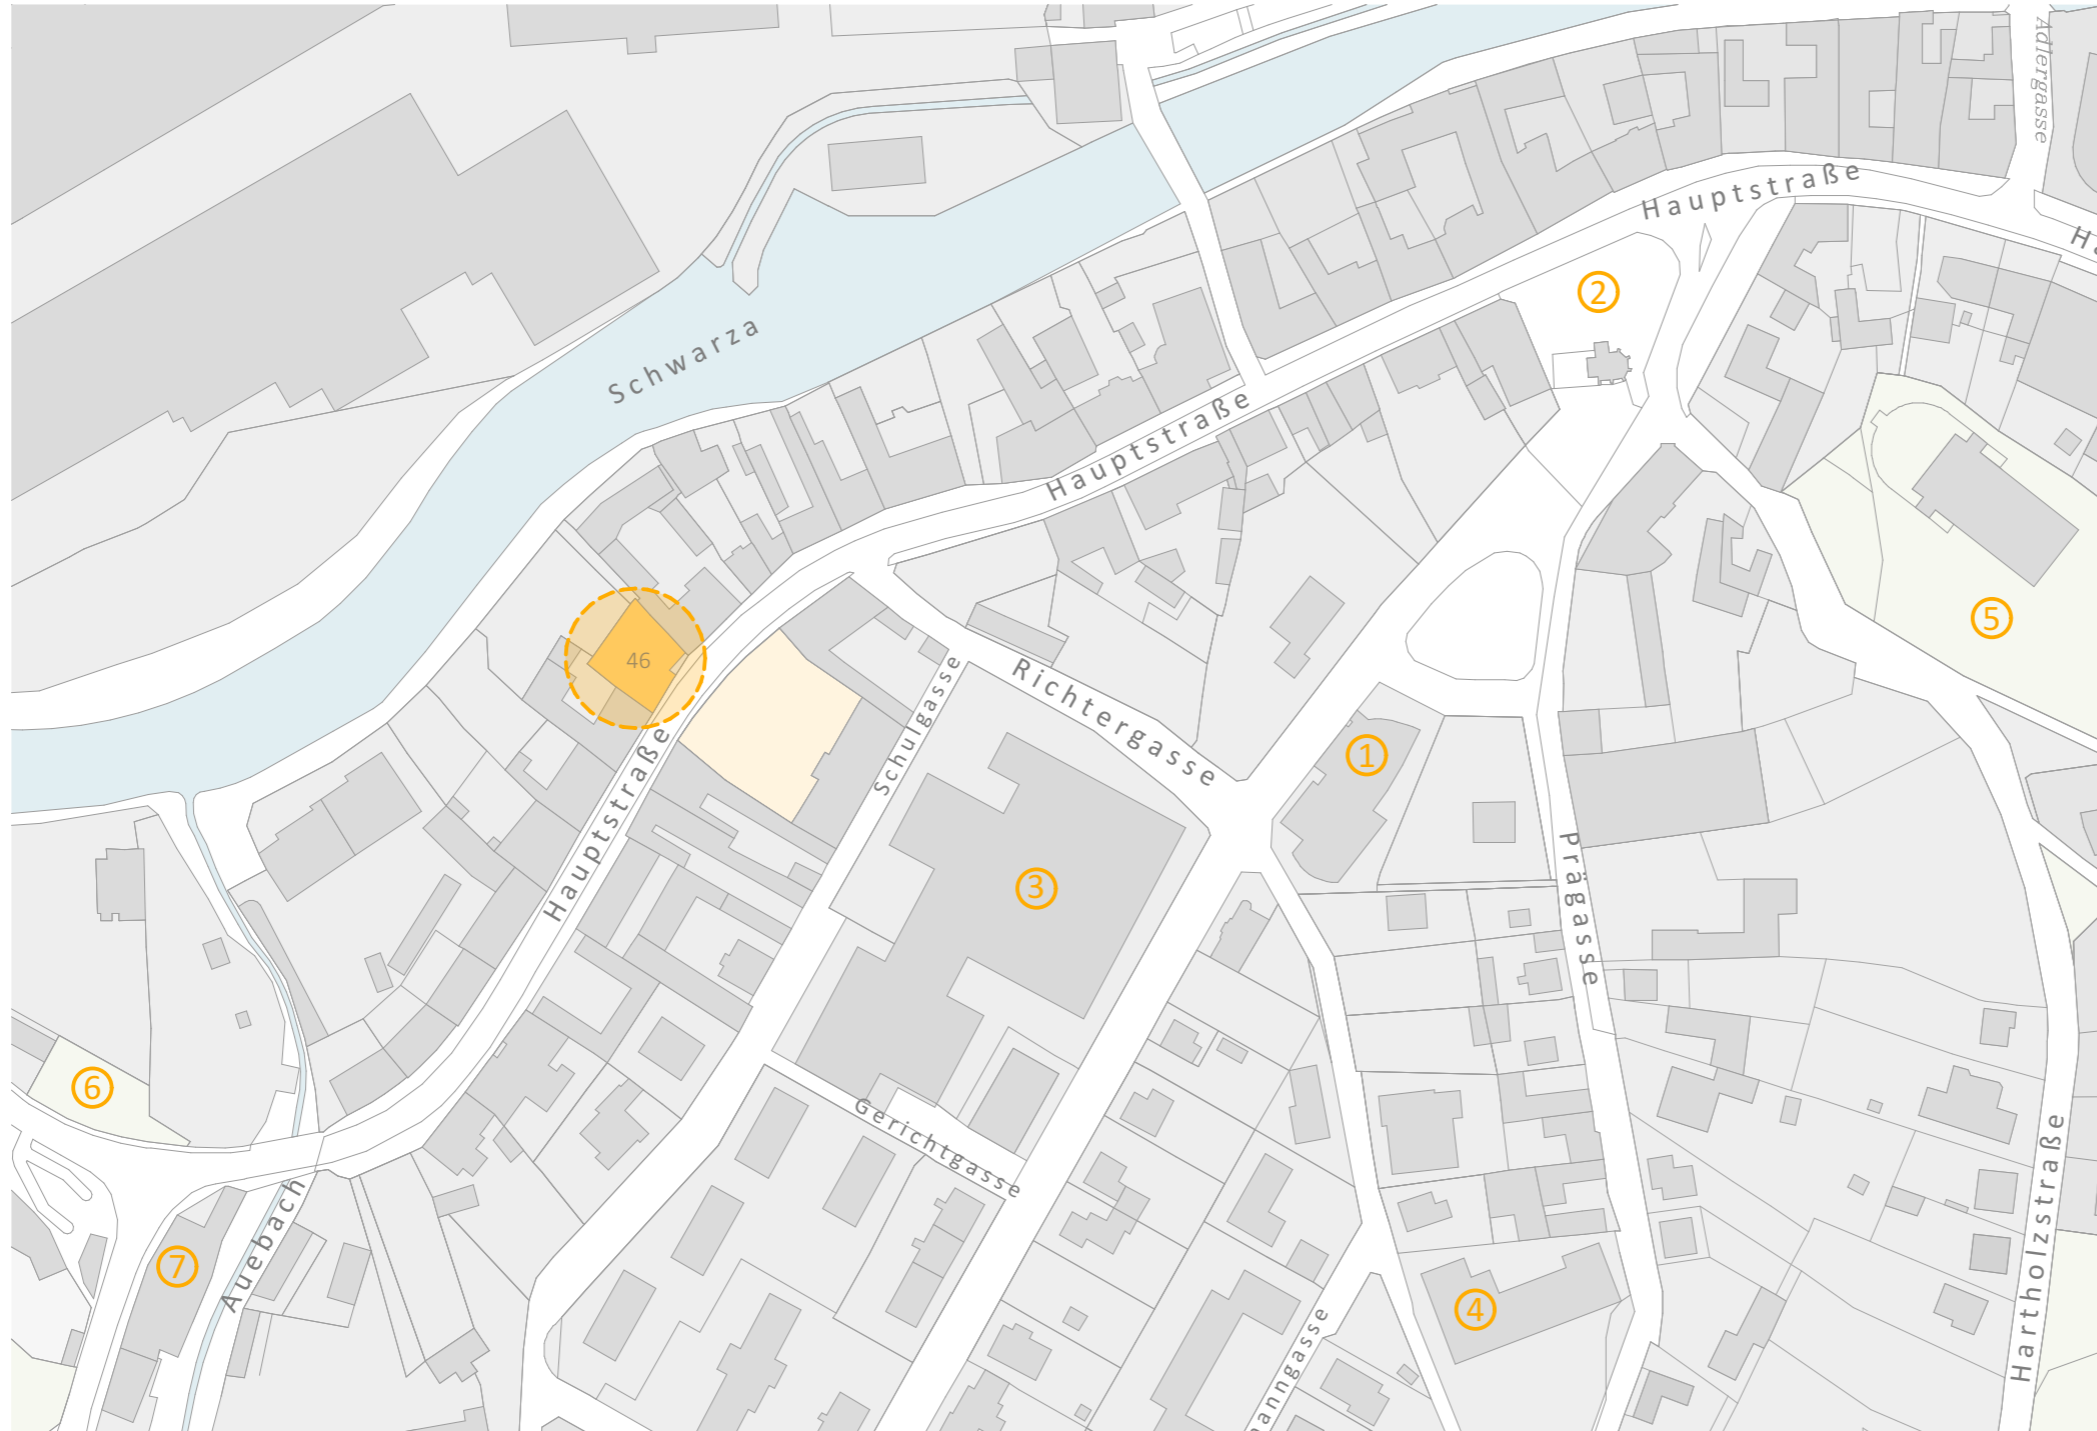 Adlergasse
Hauptstraße
2
Schwarza
Hauptstraße
5
46
Richtergasse
Schulgasse
1
Hauptstraße
3
Prägasse
6
Gerichtgasse
Hartholzstraße
Auebach
7
4